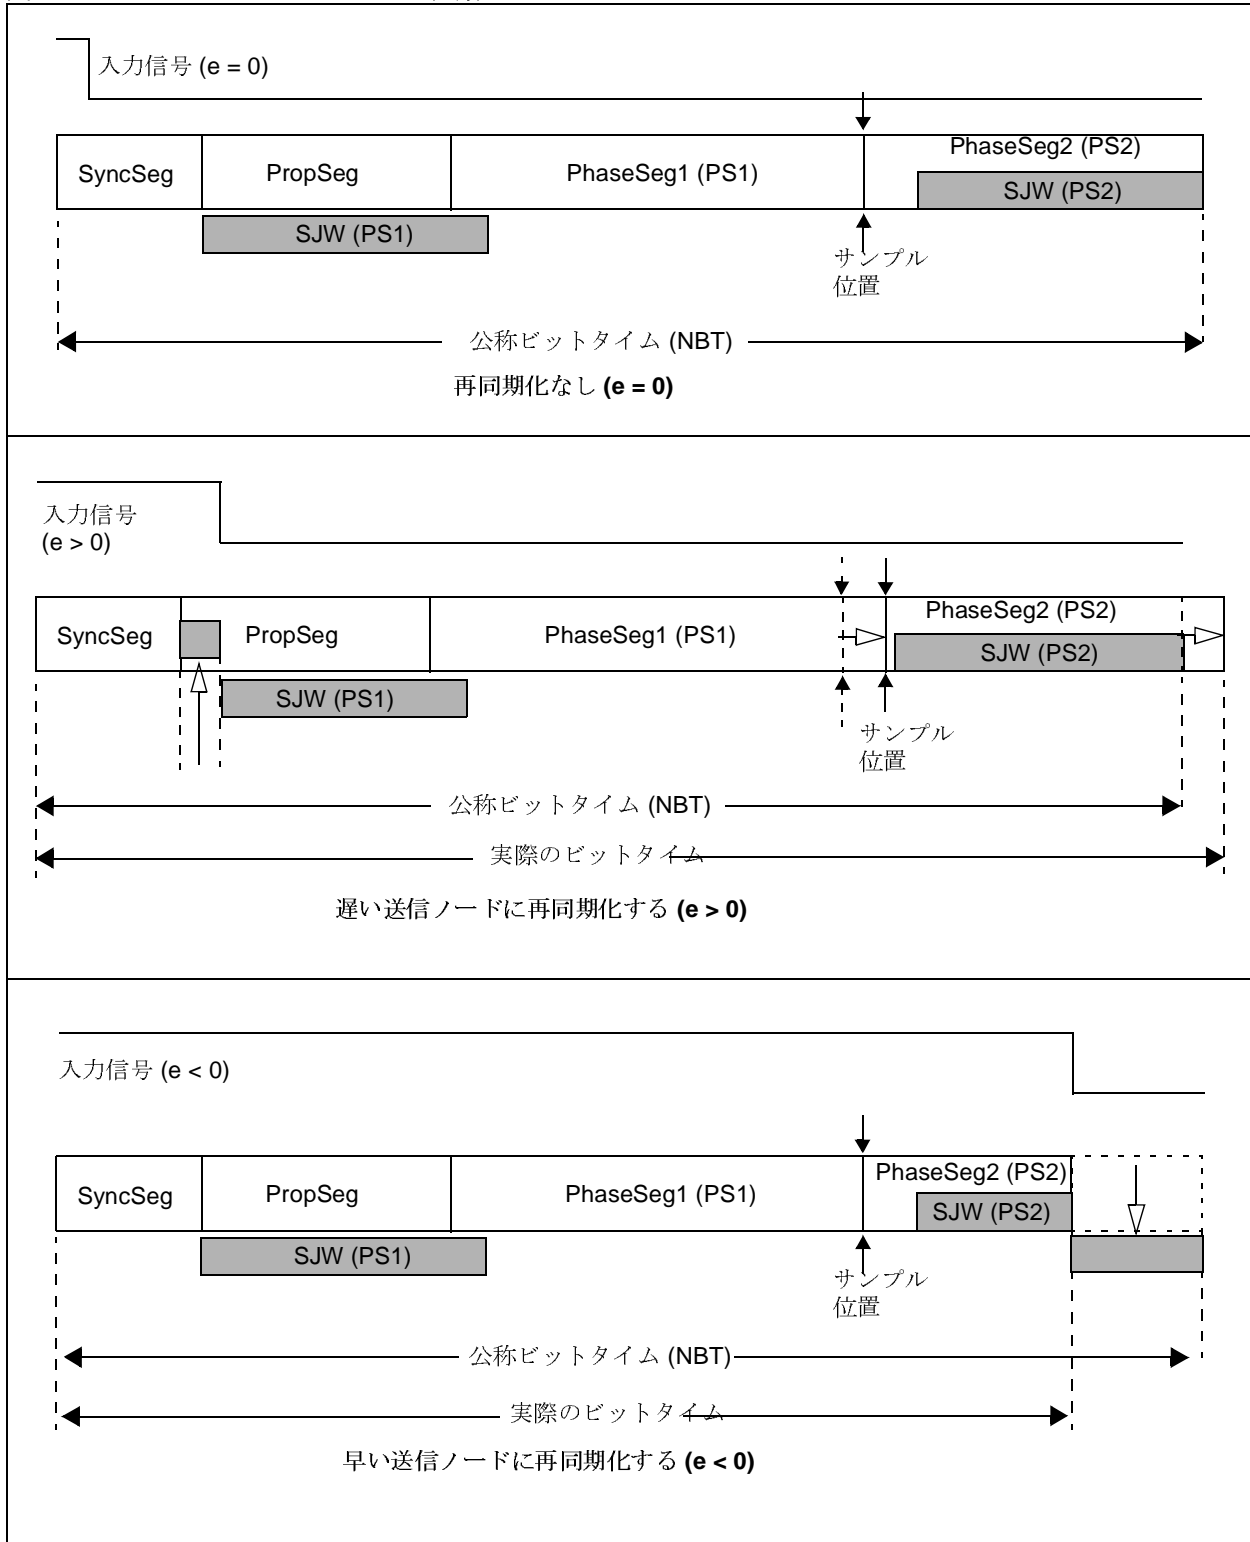 入力信号 (e = 0)
SyncSeg
PropSeg
PhaseSeg1 (PS1)
PhaseSeg2 (PS2)
SJW (PS2)
SJW (PS1)
サンプル
位置
公称ビットタイム (NBT)
再同期化なし (e = 0)
入力信号
(e > 0)
SyncSeg
PropSeg
PhaseSeg1 (PS1)
PhaseSeg2 (PS2)
SJW (PS2)
SJW (PS1)
サンプル
位置
公称ビットタイム (NBT)
実際のビットタイム
遅い送信ノードに再同期化する (e > 0)
入力信号 (e < 0)
SyncSeg
PropSeg
PhaseSeg1 (PS1)
PhaseSeg2 (PS2)
SJW (PS2)
SJW (PS1)
サンプル
位置
公称ビットタイム (NBT)
実際のビットタイム
早い送信ノードに再同期化する (e < 0)